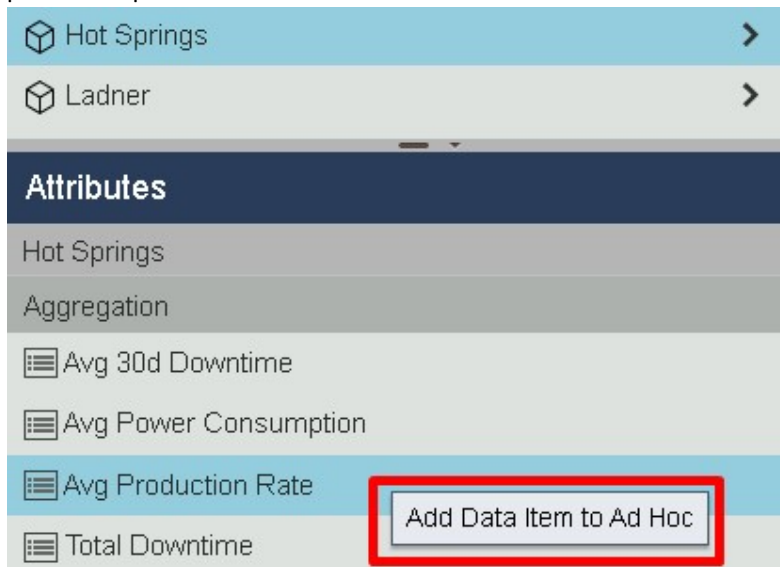 Hot Springs
Ladner
Attributes
Hot Springs
Aggregation
Avg 30d Downtime
Avg Power Consumption
Avg Production Rate
Add Data Item to Ad Hoc
Total Downtime